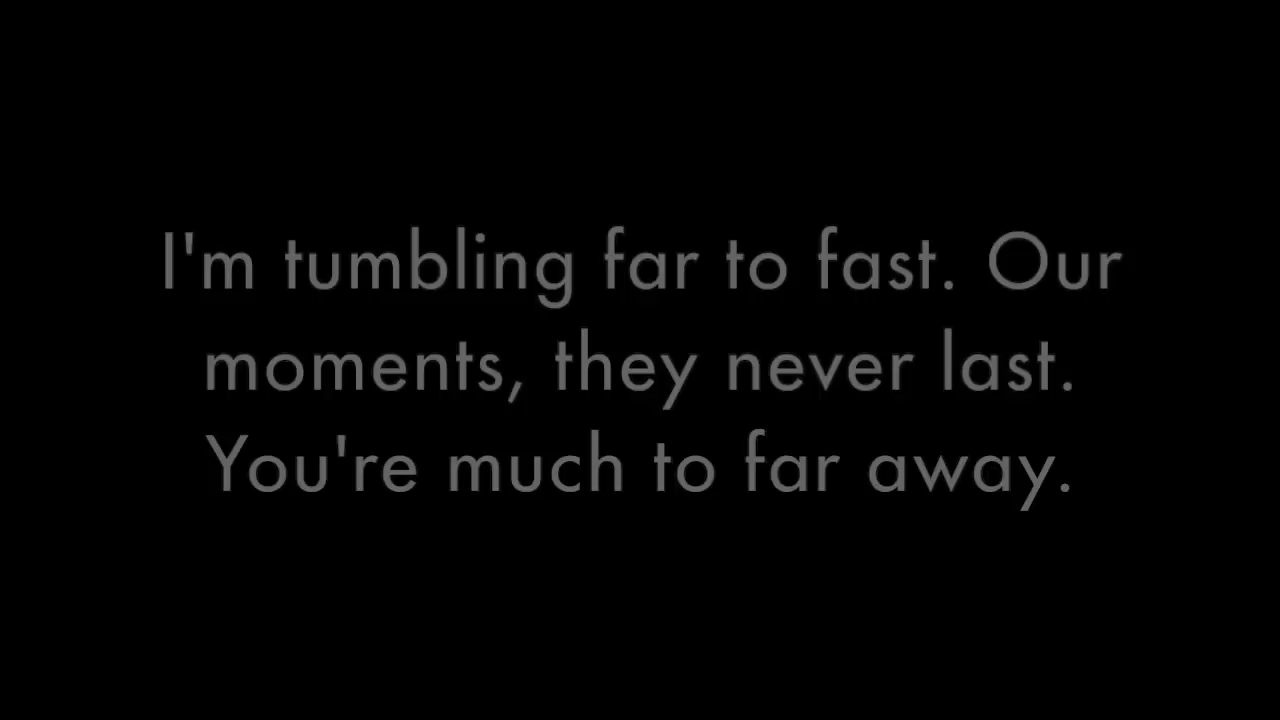 I'm tumbling far to fast. Our
moments, they never last.
You're much to far away.